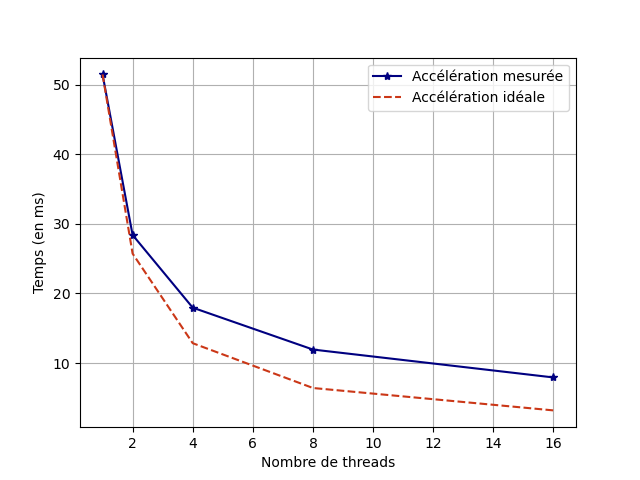 Accélération mesurée
Accélération idéale
Temps (en ms)
50
40
30
20
10
2 4 6 8 10 12 14 16
Nombre de threads